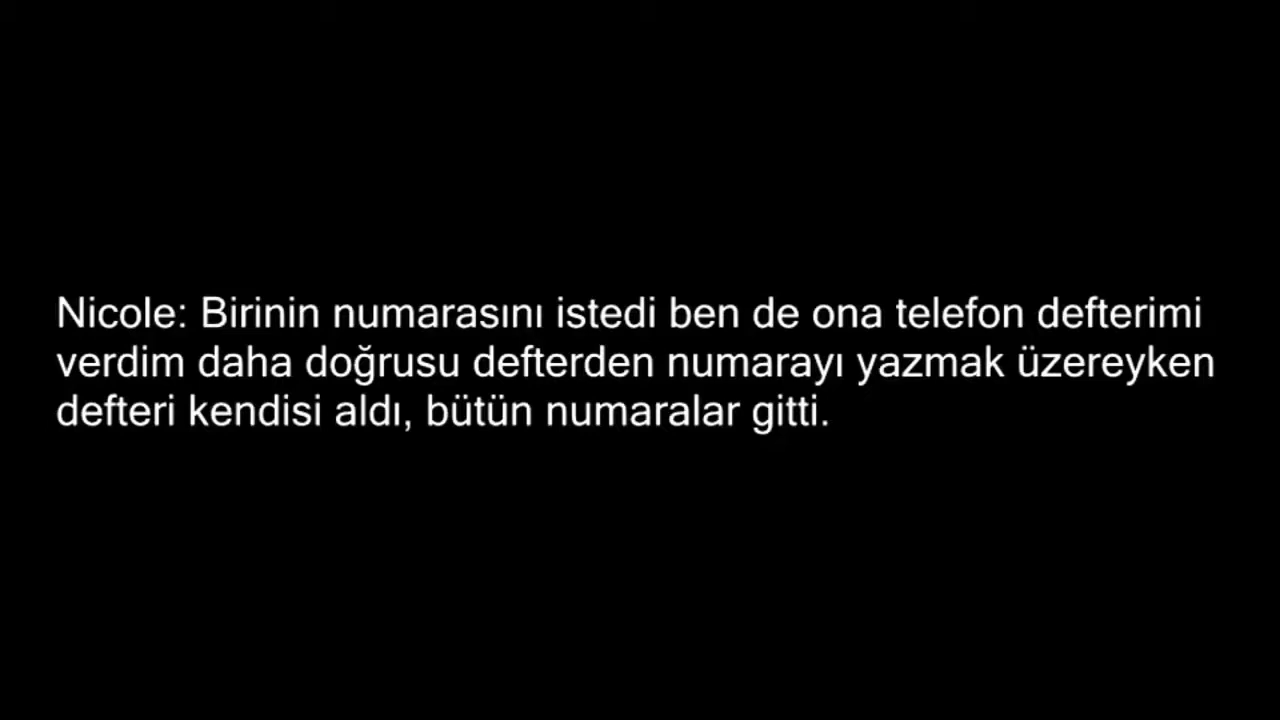 Nicole: Birinin numarasını istedi ben de ona telefon defterimi
verdim daha doğrusu defterden numarayı yazmak üzereyken
defteri kendisi aldı, bütün numaralar gitti.